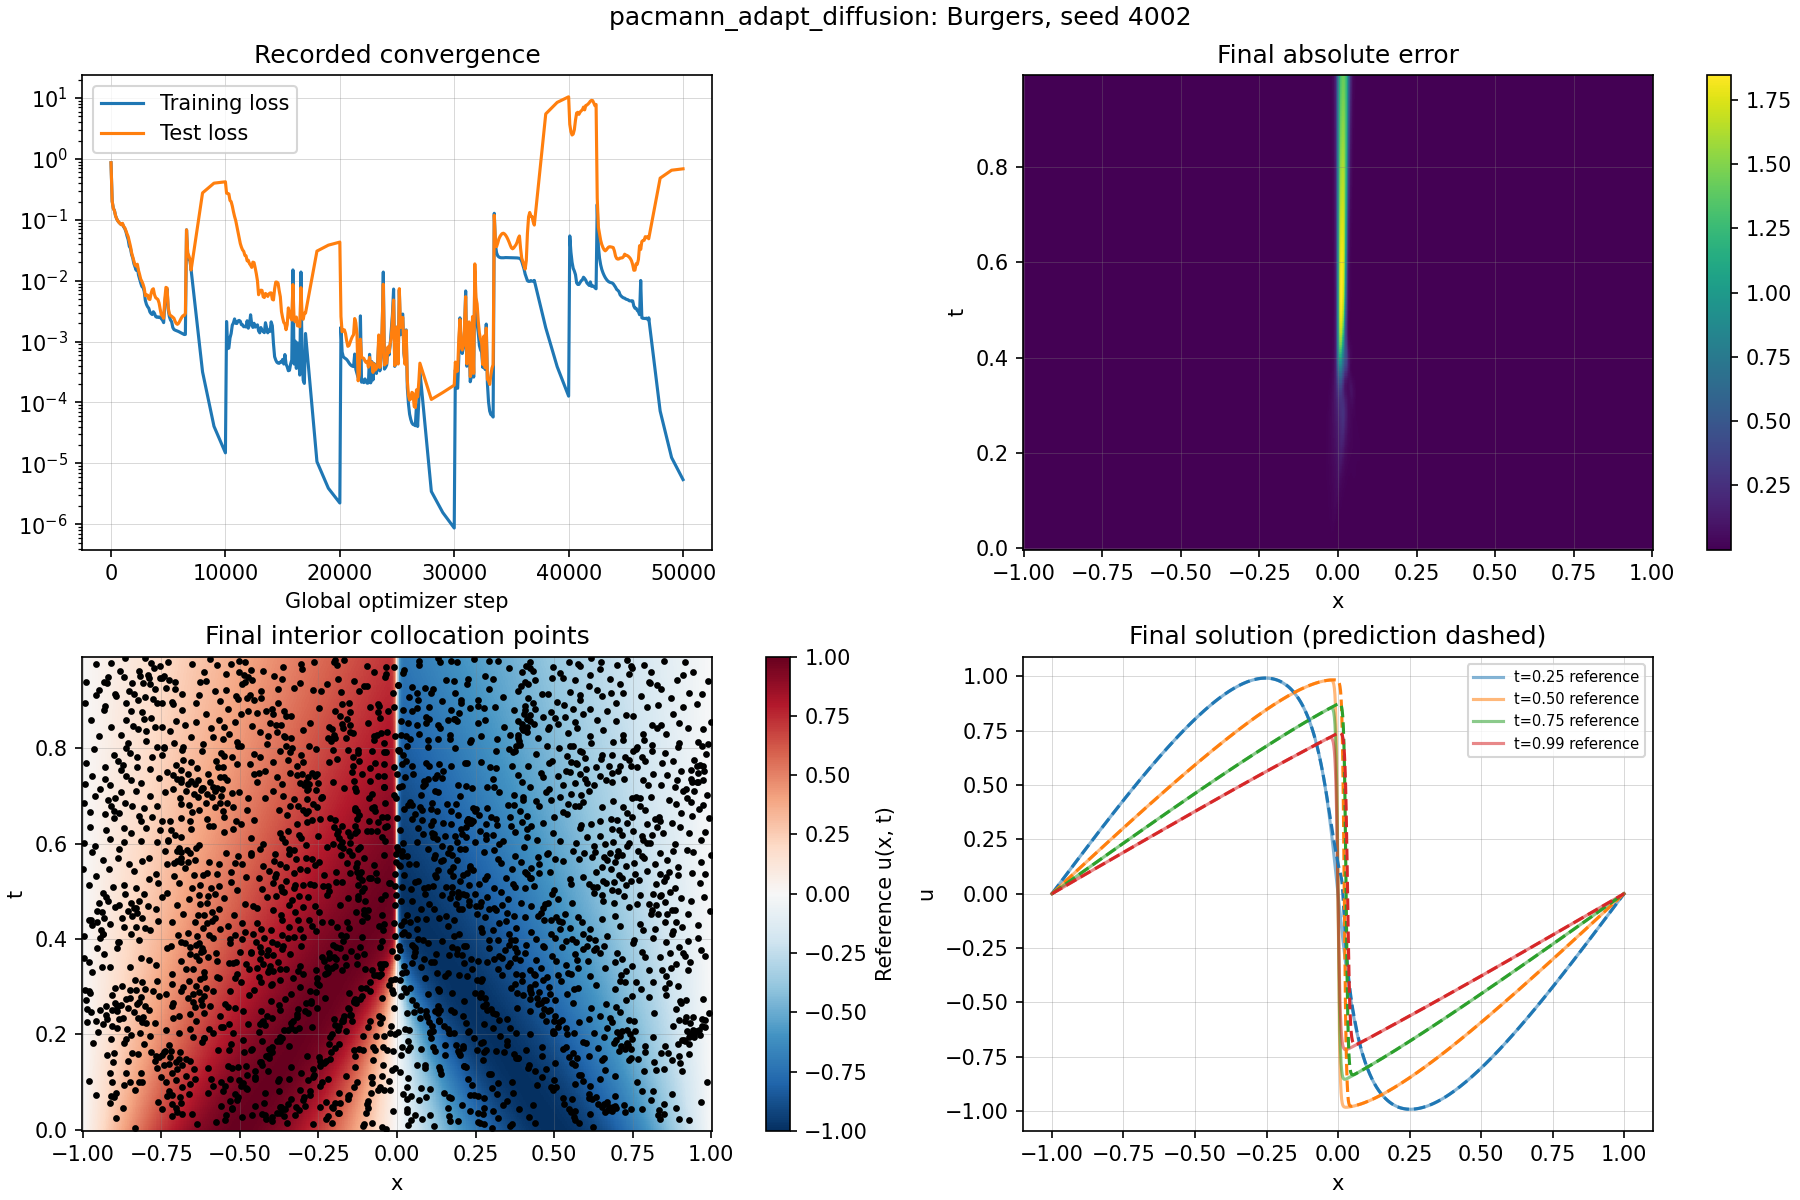 pacmann_adapt_diffusion: Burgers, seed 4002
Recorded convergence
Training loss
Test loss
10¹
10⁰
10⁻¹
10⁻²
10⁻³
10⁻⁴
10⁻⁵
10⁻⁶
0 10000 20000 30000 40000 50000
Global optimizer step
Final absolute error
t
0.8
0.6
0.4
0.2
0.0
−1.00 −0.75 −0.50 −0.25 0.00 0.25 0.50 0.75 1.00
x
1.75
1.50
1.25
1.00
0.75
0.50
0.25
Final interior collocation points
t
0.8
0.6
0.4
0.2
0.0
−1.00 −0.75 −0.50 −0.25 0.00 0.25 0.50 0.75 1.00
x
1.00
0.75
0.50
0.25
0.00
−0.25
−0.50
−0.75
−1.00
Reference u(x, t)
Final solution (prediction dashed)
t=0.25 reference
t=0.50 reference
t=0.75 reference
t=0.99 reference
u
1.00
0.75
0.50
0.25
0.00
−0.25
−0.50
−0.75
−1.00
−1.00 −0.75 −0.50 −0.25 0.00 0.25 0.50 0.75 1.00
x